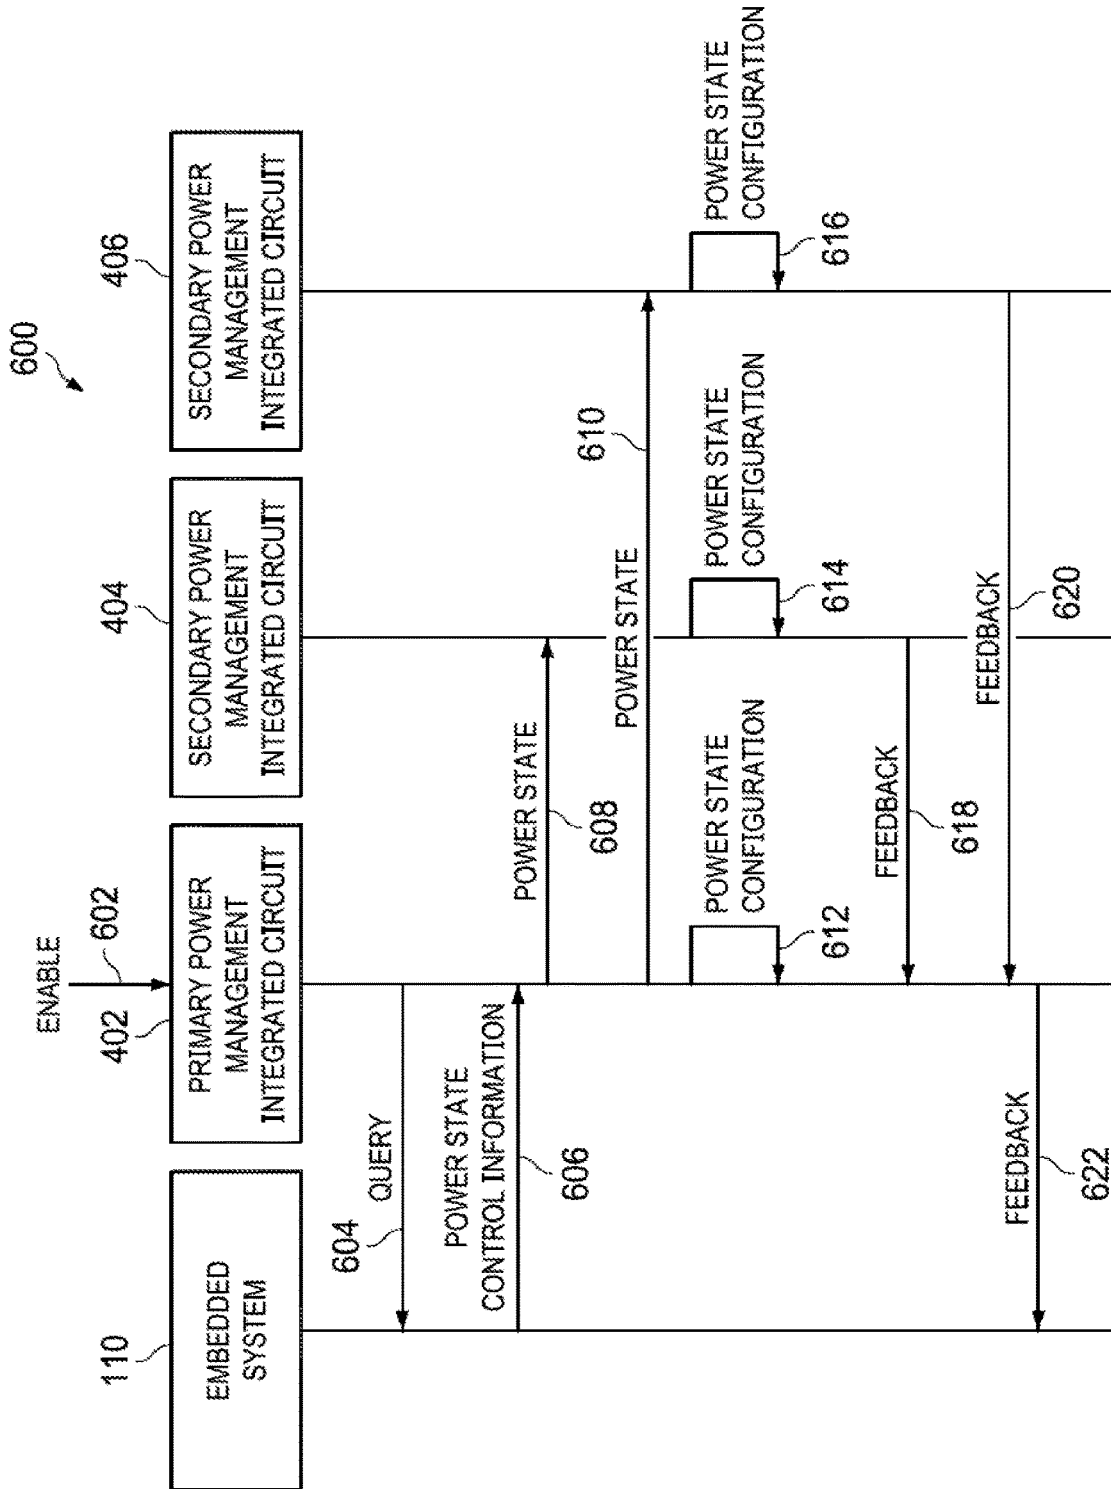 600
ENABLE
602
110
402
404
406
EMBEDDED
SYSTEM
PRIMARY POWER
MANAGEMENT
INTEGRATED CIRCUIT
SECONDARY POWER
MANAGEMENT
INTEGRATED CIRCUIT
SECONDARY POWER
MANAGEMENT
INTEGRATED CIRCUIT
604
QUERY
POWER STATE
CONTROL INFORMATION
606
POWER STATE
608
POWER STATE
610
POWER STATE
CONFIGURATION
612
POWER STATE
CONFIGURATION
614
POWER STATE
CONFIGURATION
616
FEEDBACK
618
FEEDBACK
620
FEEDBACK
622